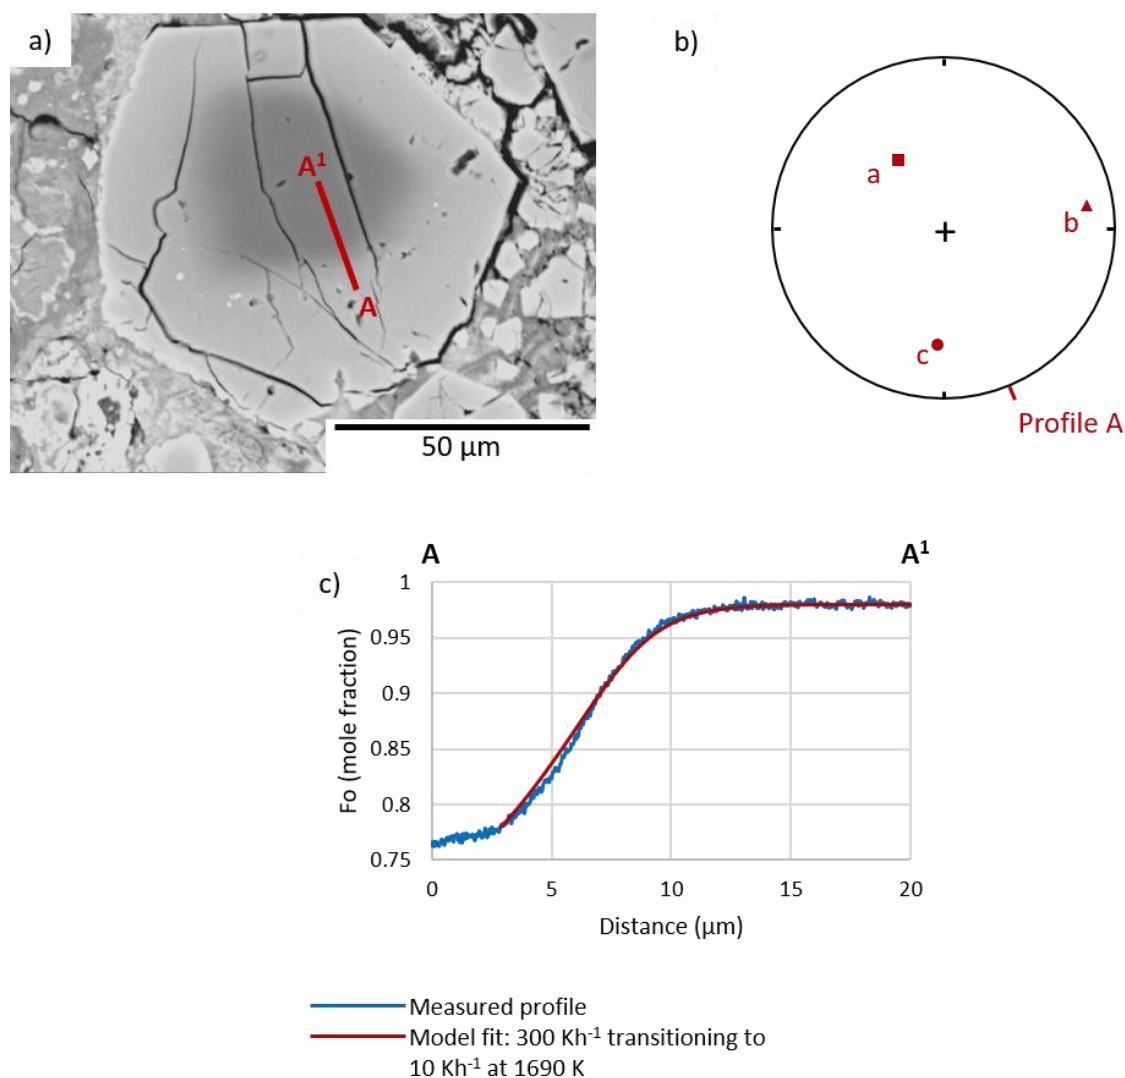 a)
A¹
A
50 µm
b)
a
b
c
Profile A
c)
A
A¹
Fo (mole fraction)
1
0.95
0.9
0.85
0.8
0.75
0
5
10
15
20
Distance (µm)
Measured profile
Model fit: 300 Kh⁻¹ transitioning to
10 Kh⁻¹ at 1690 K